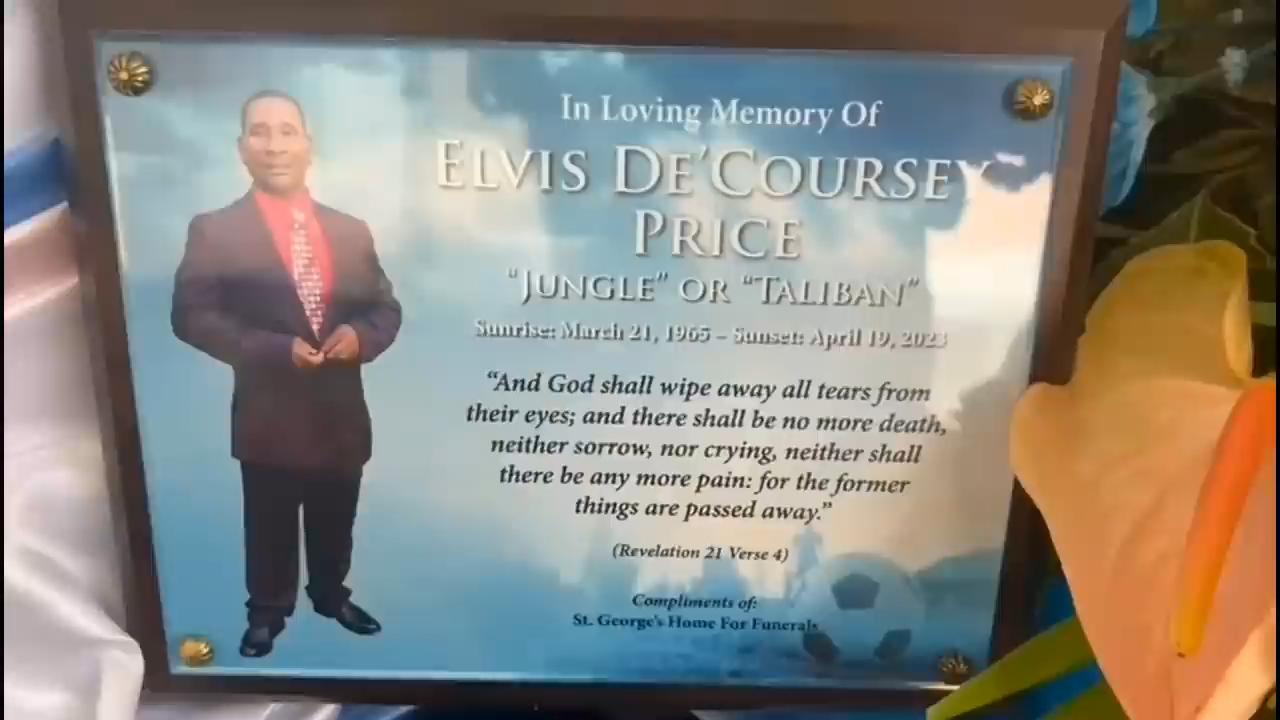 In Loving Memory Of
ELVIS DE'COURSEY
PRICE
"JUNGLE" OR "TALIBAN"
Sunrise: March 21, 1965 – Sunset: April 19, 2023
"And God shall wipe away all tears from
their eyes; and there shall be no more death,
neither sorrow, nor crying, neither shall
there be any more pain: for the former
things are passed away."
(Revelation 21 Verse 4)
Compliments of:
St. George's Home For Funerals